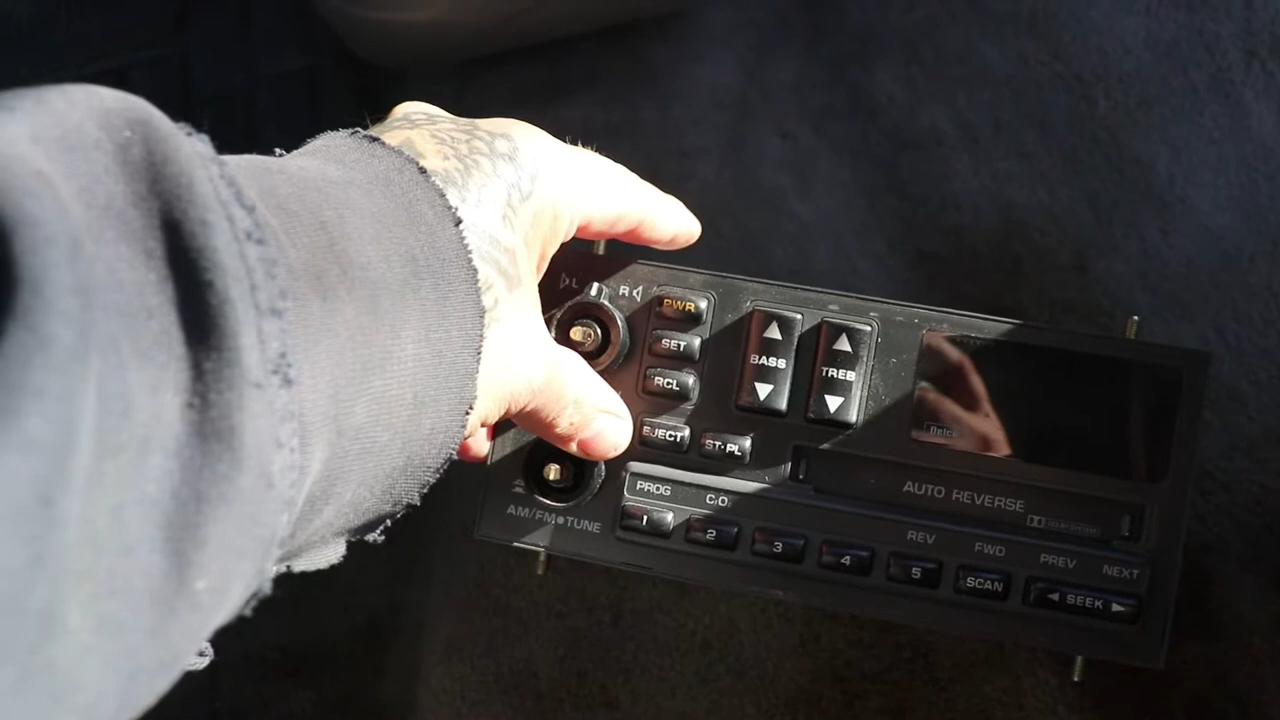 L R
PWR
SET
RCL
BASS
TREB
EJECT
ST·PL
Delco
AUTO REVERSE
PROG C.O.
AM/FM TUNE
1 2 3 4 5 SCAN SEEK
REV FWD PREV NEXT